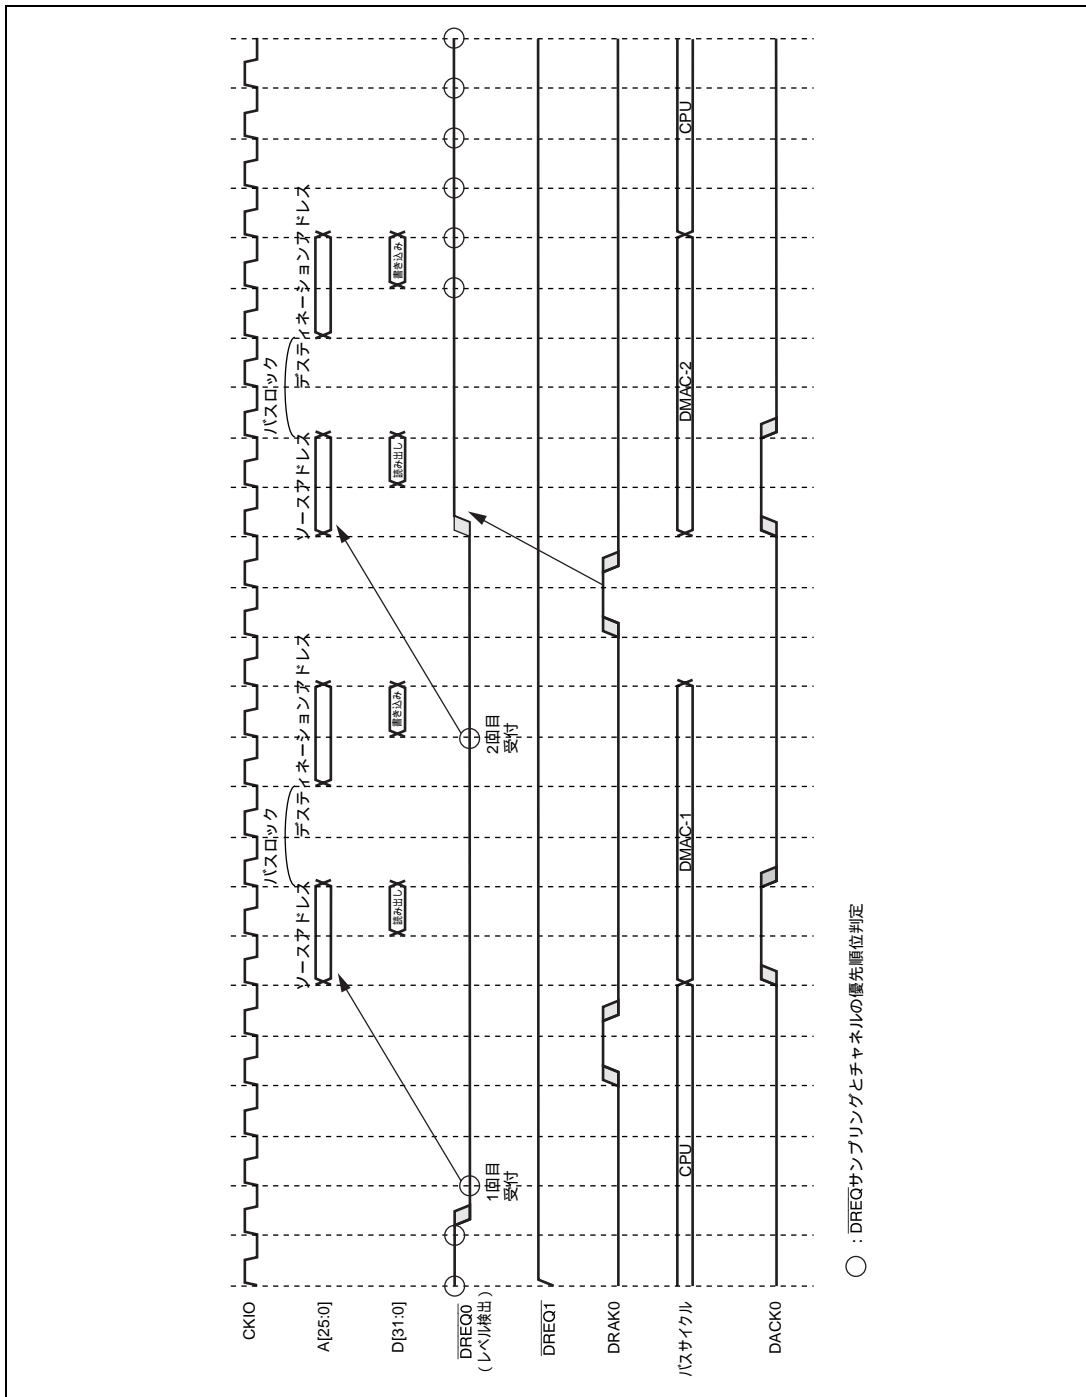 CKIO
A[25:0]
ソースアドレス
バスロック
デスティネーションアドレス
ソースアドレス
バスロック
デスティネーションアドレス
D[31:0]
読み出し
書き込み
読み出し
書き込み
DREQ0
(レベル検出)
1回目
受付
2回目
受付
DREQ1
DRAK0
バスサイクル
CPU
DMAC-1
DMAC-2
CPU
DACK0
○ : DREQサンプリングとチャネルの優先順位判定